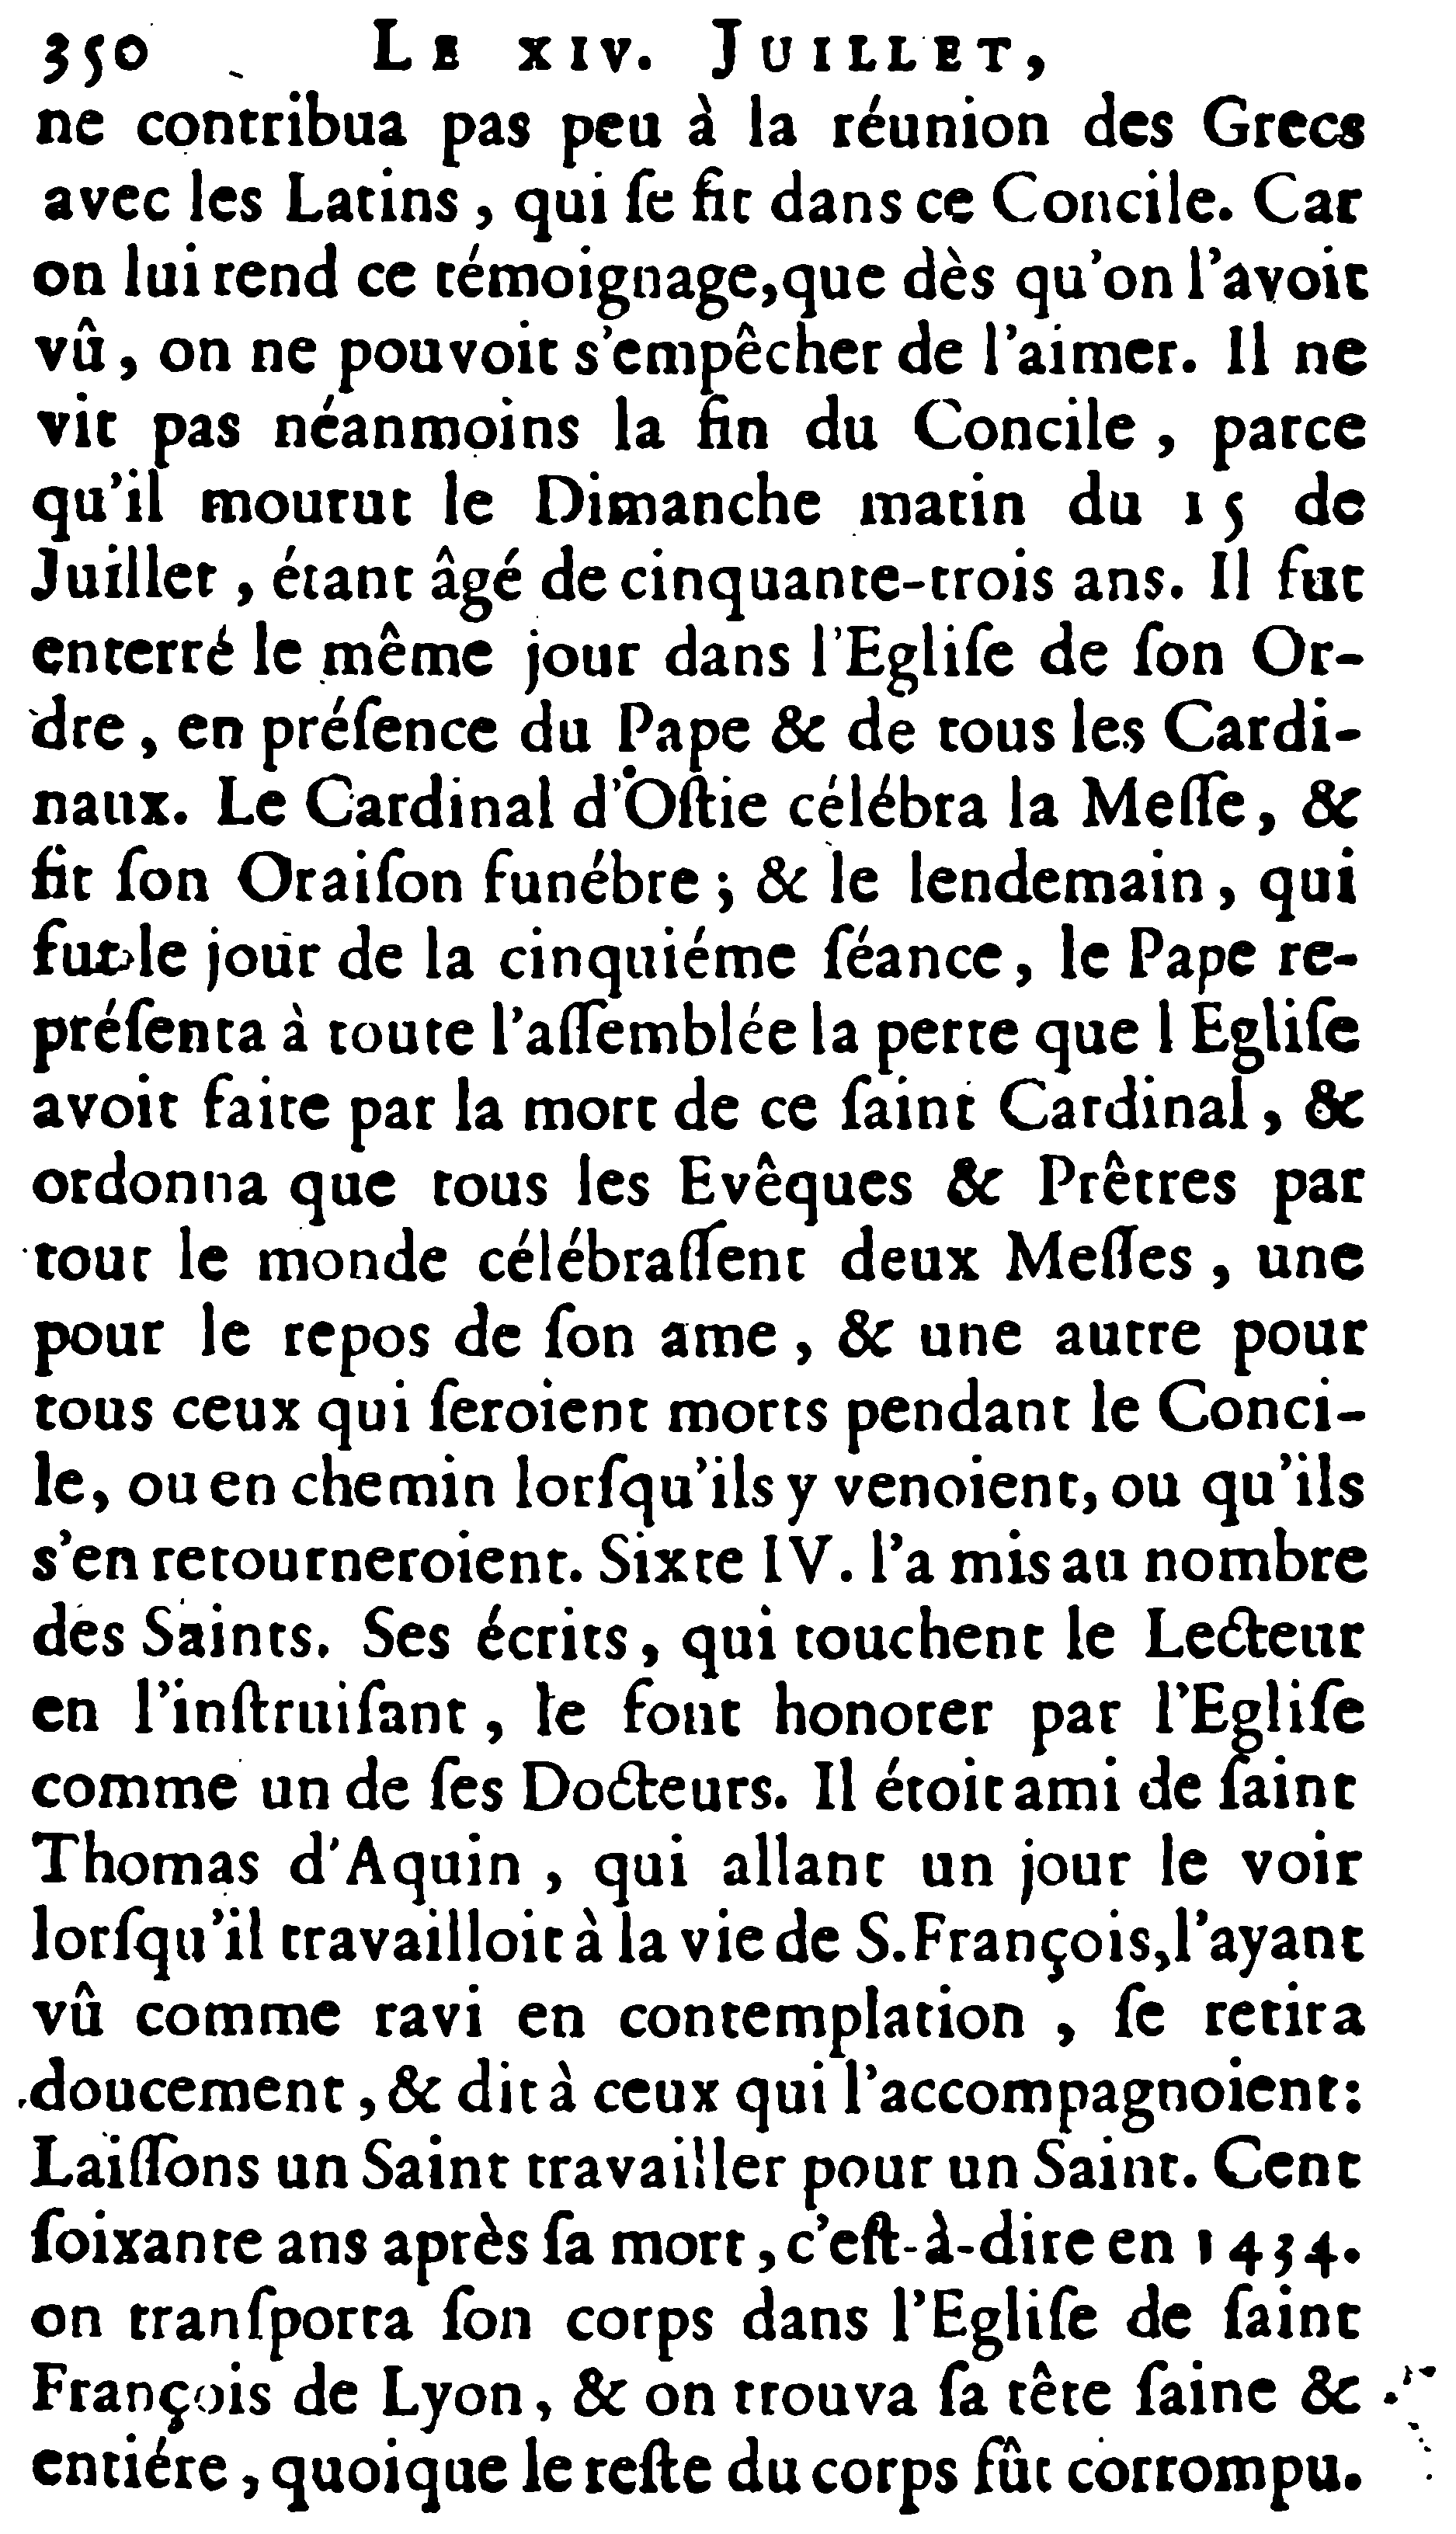 350 LE XIV. JUILLET,
ne contribua pas peu à la réunion des Grecs
avec les Latins, qui ſe fit dans ce Concile. Car
on lui rend ce témoignage, que dès qu'on l'avoit
vû, on ne pouvoit s'empêcher de l'aimer. Il ne
vit pas néanmoins la fin du Concile, parce
qu'il mourut le Dimanche matin du 15 de
Juillet, étant âgé de cinquante-trois ans. Il fut
enterré le même jour dans l'Egliſe de ſon Or-
dre, en préſence du Pape & de tous les Cardi-
naux. Le Cardinal d'Oſtie célébra la Meſſe, &
fit ſon Oraiſon funébre; & le lendemain, qui
fut le jour de la cinquiéme ſéance, le Pape re-
préſenta à toute l'aſſemblée la perte que l Egliſe
avoit faite par la mort de ce ſaint Cardinal, &
ordonna que tous les Evêques & Prêtres par
tout le monde célébraſſent deux Meſſes, une
pour le repos de ſon ame, & une autre pour
tous ceux qui ſeroient morts pendant le Conci-
le, ou en chemin lorſqu'ils y venoient, ou qu'ils
s'en retourneroient. Sixte IV. l'a mis au nombre
des Saints. Ses écrits, qui touchent le Lecteur
en l'inſtruiſant, le font honorer par l'Egliſe
comme un de ſes Docteurs. Il étoit ami de ſaint
Thomas d'Aquin, qui allant un jour le voir
lorſqu'il travailloit à la vie de S. François, l'ayant
vû comme ravi en contemplation, ſe retira
doucement, & dit à ceux qui l'accompagnoient:
Laiſſons un Saint travailler pour un Saint. Cent
ſoixante ans après ſa mort, c'eſt-à-dire en 1434.
on tranſporta ſon corps dans l'Egliſe de ſaint
François de Lyon, & on trouva ſa tête ſaine &
entiére, quoique le reſte du corps fût corrompu.